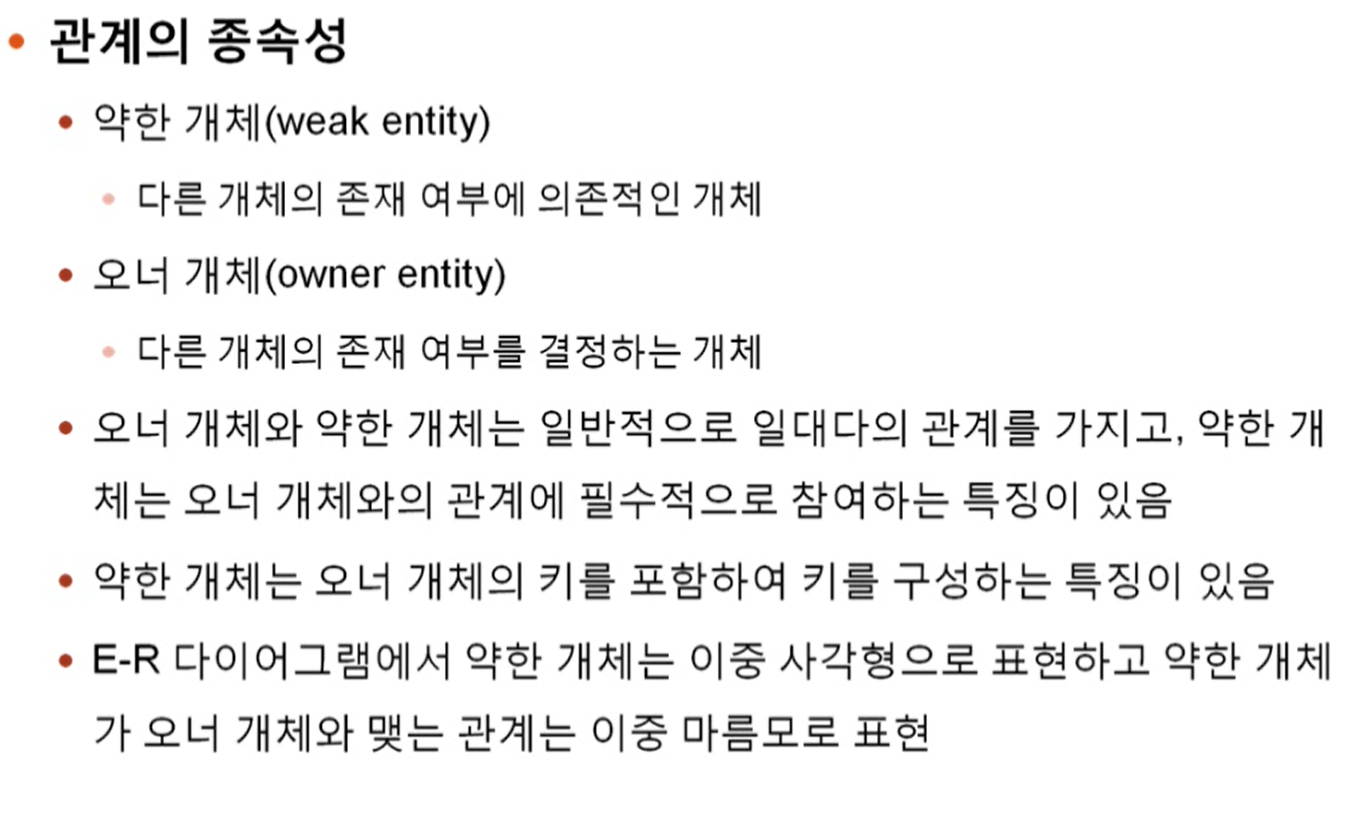 • 관계의 종속성
• 약한 개체(weak entity)
• 다른 개체의 존재 여부에 의존적인 개체
• 오너 개체(owner entity)
• 다른 개체의 존재 여부를 결정하는 개체
• 오너 개체와 약한 개체는 일반적으로 일대다의 관계를 가지고, 약한 개
체는 오너 개체와의 관계에 필수적으로 참여하는 특징이 있음
• 약한 개체는 오너 개체의 키를 포함하여 키를 구성하는 특징이 있음
• E-R 다이어그램에서 약한 개체는 이중 사각형으로 표현하고 약한 개체
가 오너 개체와 맺는 관계는 이중 마름모로 표현